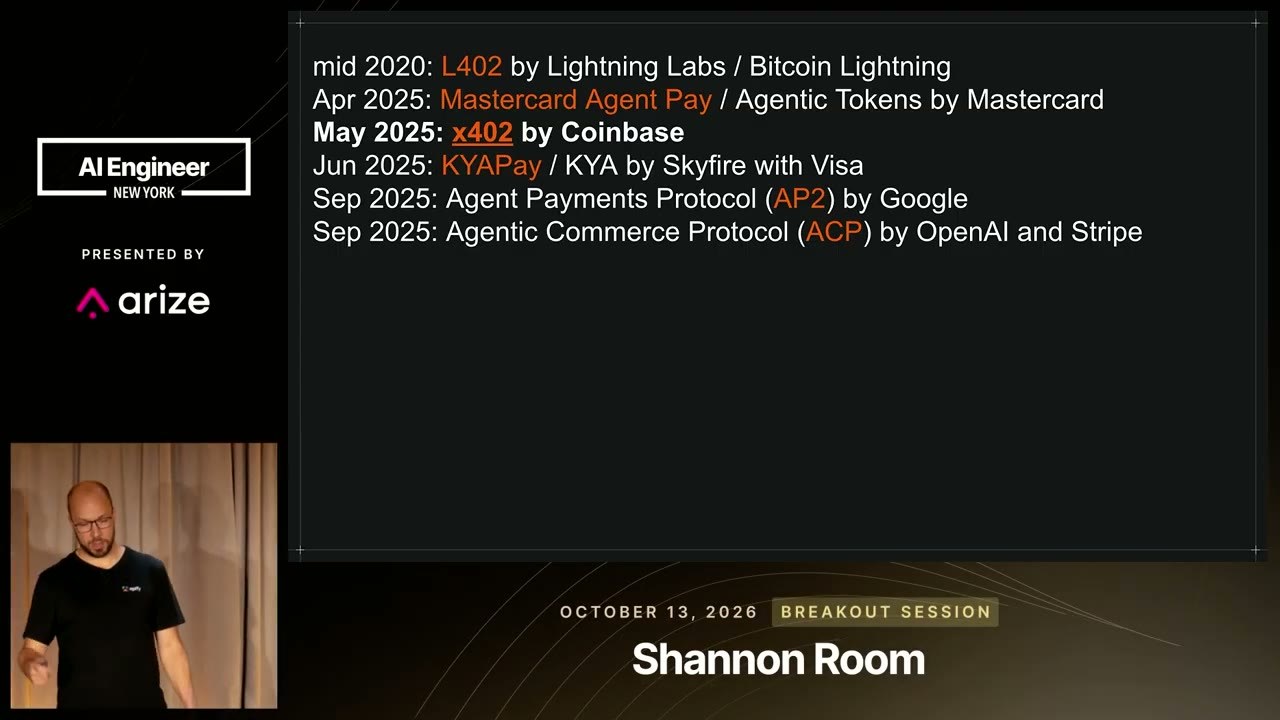 mid 2020: L402 by Lightning Labs / Bitcoin Lightning
Apr 2025: Mastercard Agent Pay / Agentic Tokens by Mastercard
May 2025: x402 by Coinbase
Jun 2025: KYAPay / KYA by Skyfire with Visa
Sep 2025: Agent Payments Protocol (AP2) by Google
Sep 2025: Agentic Commerce Protocol (ACP) by OpenAI and Stripe
AI Engineer
NEW YORK
PRESENTED BY
arize
OCTOBER 13, 2026 BREAKOUT SESSION
Shannon Room